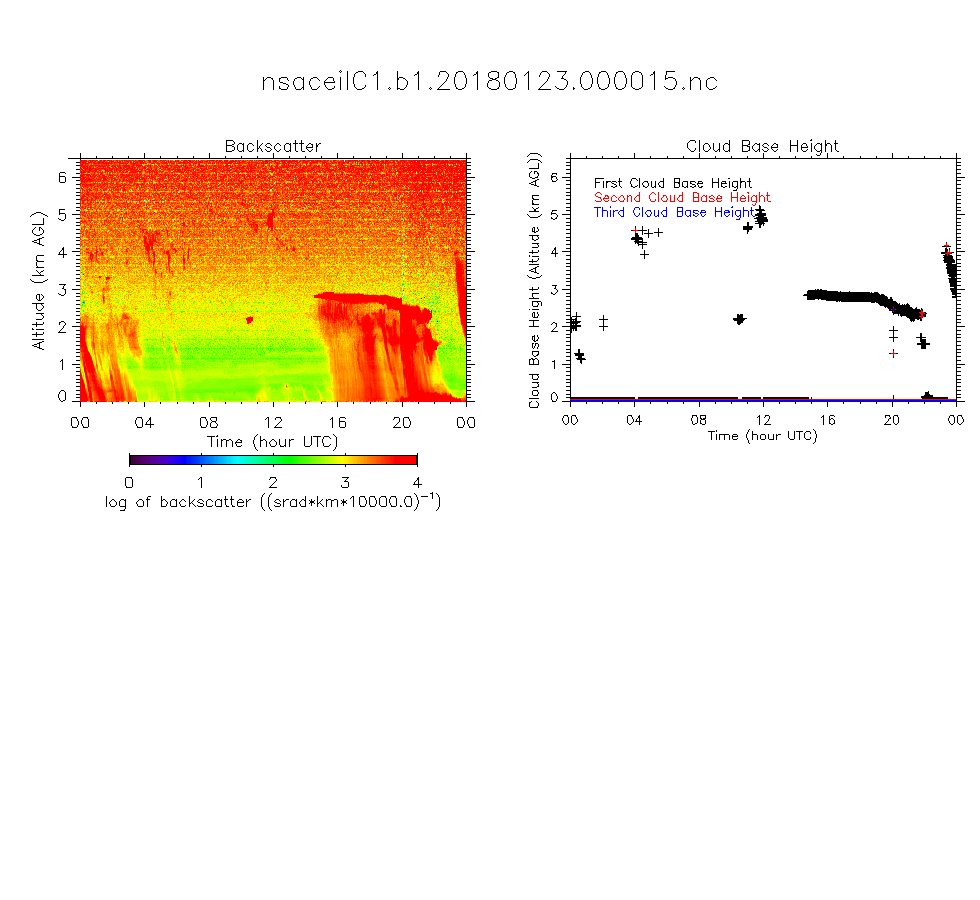 nsaceilC1.b1.20180123.000015.nc
Backscatter
Altitude (km AGL)
6
5
4
3
2
1
0
00 04 08 12 16 20 00
Time (hour UTC)
0 1 2 3 4
log of backscatter ((srad*km*10000.0)⁻¹)
Cloud Base Height
Cloud Base Height (Altitude (km AGL))
6
5
4
3
2
1
0
First Cloud Base Height
Second Cloud Base Height
Third Cloud Base Height
00 04 08 12 16 20 00
Time (hour UTC)